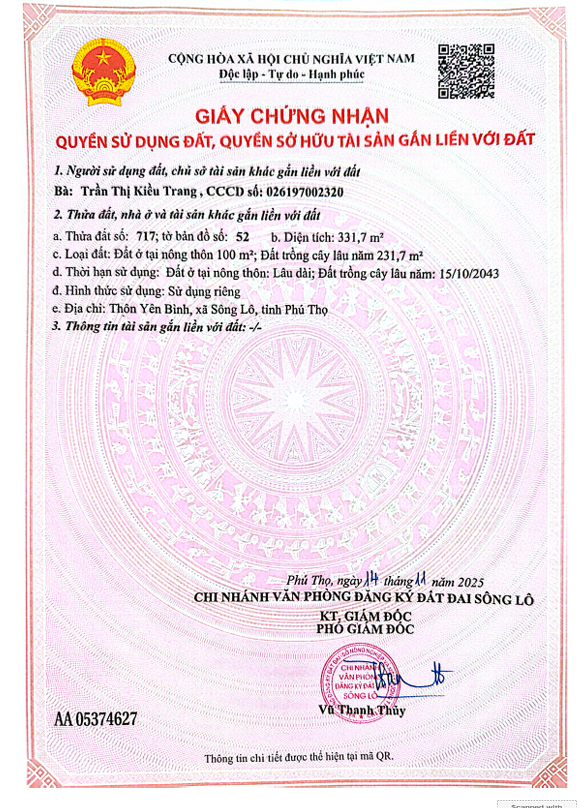 CỘNG HÒA XÃ HỘI CHỦ NGHĨA VIỆT NAM
Độc lập - Tự do - Hạnh phúc
GIẤY CHỨNG NHẬN
QUYỀN SỬ DỤNG ĐẤT, QUYỀN SỞ HỮU TÀI SẢN GẮN LIỀN VỚI ĐẤT
1. Người sử dụng đất, chủ sở tài sản khác gắn liền với đất
Bà: Trần Thị Kiều Trang , CCCD số: 026197002320
2. Thửa đất, nhà ở và tài sản khác gắn liền với đất
a. Thửa đất số: 717; tờ bản đồ số: 52 b. Diện tích: 331,7 m²
c. Loại đất: Đất ở tại nông thôn 100 m²; Đất trồng cây lâu năm 231,7 m²
d. Thời hạn sử dụng: Đất ở tại nông thôn: Lâu dài; Đất trồng cây lâu năm: 15/10/2043
đ. Hình thức sử dụng: Sử dụng riêng
e. Địa chỉ: Thôn Yên Bình, xã Sông Lô, tỉnh Phú Thọ
3. Thông tin tài sản gắn liền với đất: -/-
Phú Thọ, ngày 14 tháng 11 năm 2025
CHI NHÁNH VĂN PHÒNG ĐĂNG KÝ ĐẤT ĐAI SÔNG LÔ
KT, GIÁM ĐỐC
PHÓ GIÁM ĐỐC
CHI NHÁNH
VĂN PHÒNG
ĐĂNG KÝ ĐẤT
SÔNG LÔ
Vũ Thanh Thủy
AA 05374627
Thông tin chi tiết được thể hiện tại mã QR.
Scanned with